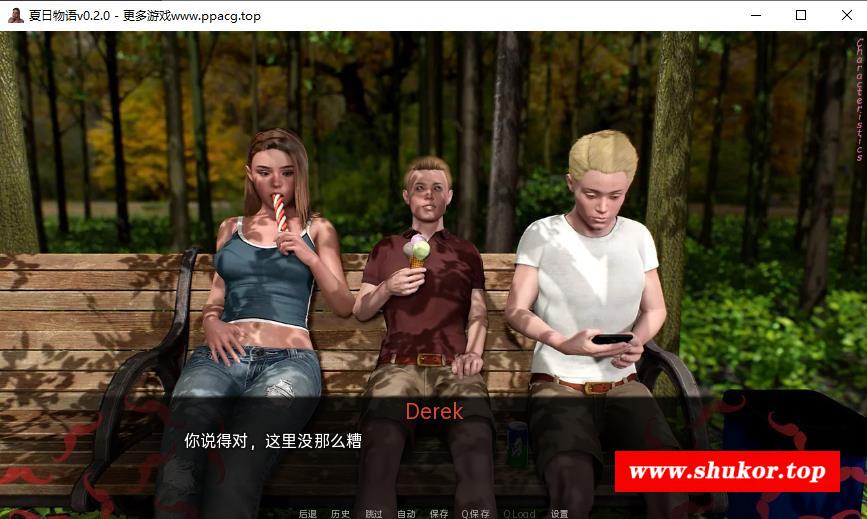 夏日物语v0.2.0 - 更多游戏www.ppacg.top
Characteristics
Derek
你说得对，这里没那么糟
www.shukor.top
后退 历史 跳过 自动 保存 Q.保存 Q.Load 设置